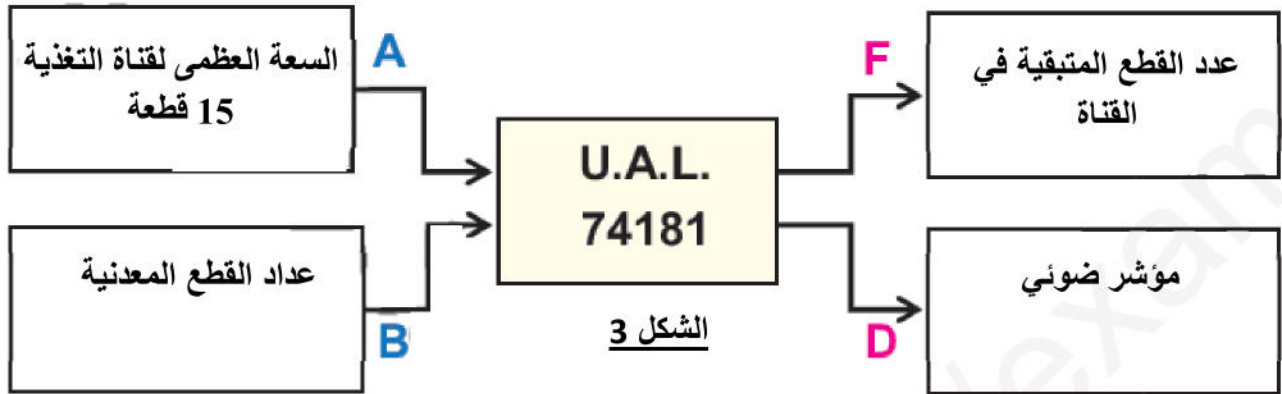 السعة العظمى لقناة التغذية
15 قطعة
A
عداد القطع المعدنية
B
U.A.L.
74181
الشكل 3
F
عدد القطع المتبقية في
القناة
D
مؤشر ضوئي